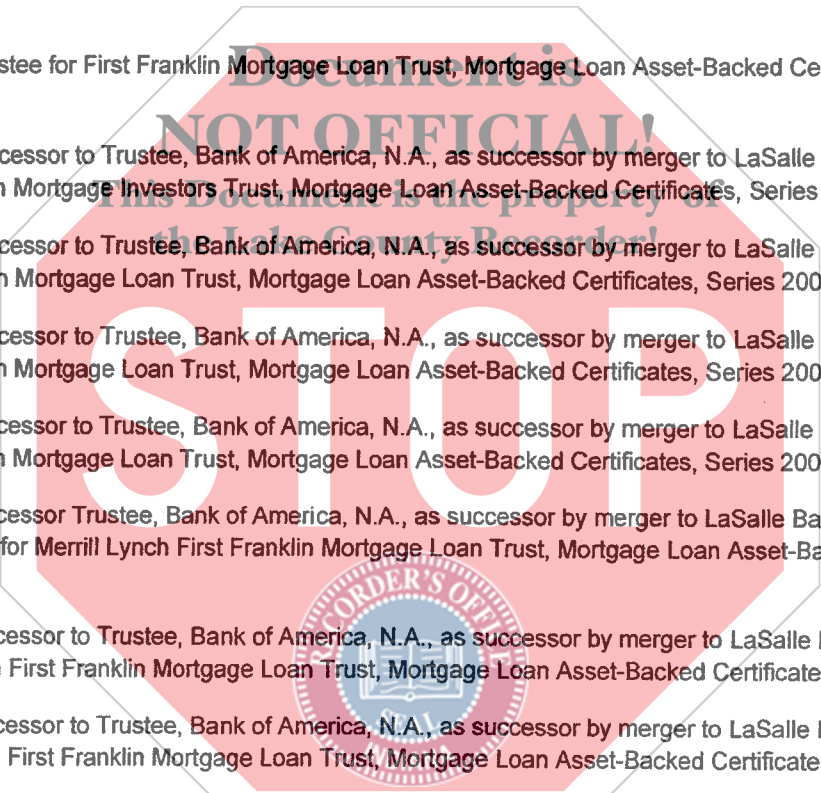 Document is
stee for First Franklin Mortgage Loan Trust, Mortgage Loan Asset-Backed Ce
NOT OFFICIAL!
cessor to Trustee, Bank of America, N.A., as successor by merger to LaSalle
n Mortgage Investors Trust, Mortgage Loan Asset-Backed Certificates, Series
This Document is the property of
the Lake County Recorder!
cessor to Trustee, Bank of America, N.A., as successor by merger to LaSalle
n Mortgage Loan Trust, Mortgage Loan Asset-Backed Certificates, Series 200
STOP
cessor to Trustee, Bank of America, N.A., as successor by merger to LaSalle
n Mortgage Loan Trust, Mortgage Loan Asset-Backed Certificates, Series 200
cessor to Trustee, Bank of America, N.A., as successor by merger to LaSalle
n Mortgage Loan Trust, Mortgage Loan Asset-Backed Certificates, Series 200
cessor Trustee, Bank of America, N.A., as successor by merger to LaSalle Ba
for Merrill Lynch First Franklin Mortgage Loan Trust, Mortgage Loan Asset-Ba
RECORDER'S OFFICE
cessor to Trustee, Bank of America, N.A., as successor by merger to LaSalle
First Franklin Mortgage Loan Trust, Mortgage Loan Asset-Backed Certificate
SEAL
cessor to Trustee, Bank of America, N.A., as successor by merger to LaSalle
First Franklin Mortgage Loan Trust, Mortgage Loan Asset-Backed Certificate